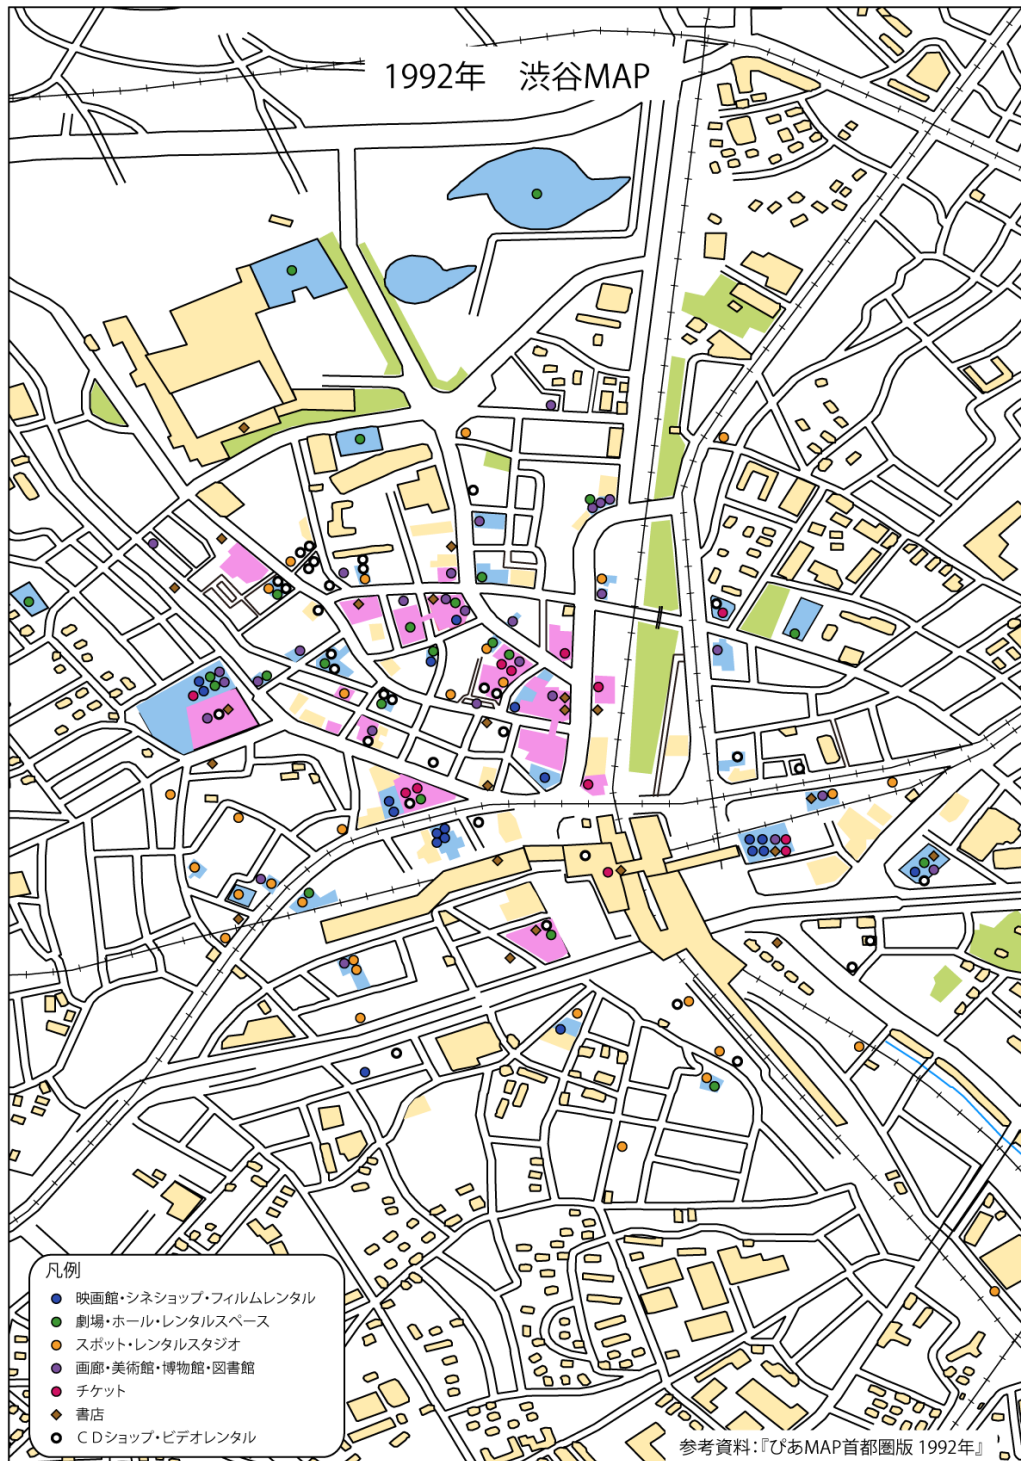 1992年　渋谷MAP
凡例
映画館・シネショップ・フィルムレンタル
劇場・ホール・レンタルスペース
スポット・レンタルスタジオ
画廊・美術館・博物館・図書館
チケット
書店
ＣＤショップ・ビデオレンタル
参考資料：『ぴあMAP首都圏版 1992年』